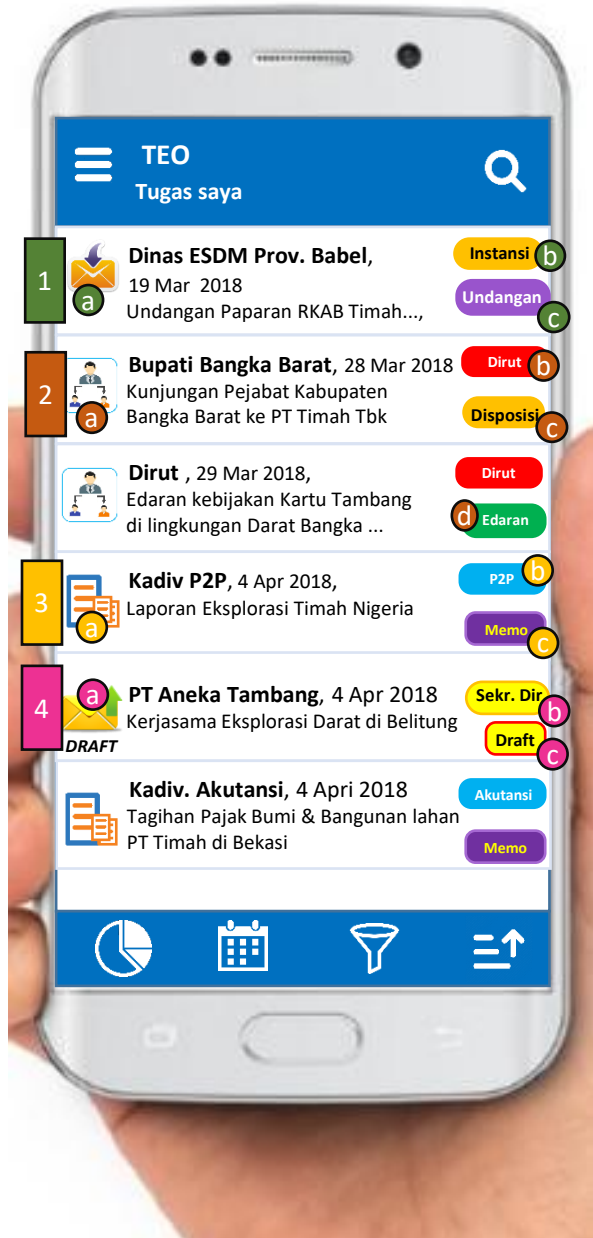 TEO
Tugas saya
1
a
Dinas ESDM Prov. Babel,
19 Mar 2018
Undangan Paparan RKAB Timah...,
Instansi
b
Undangan
c
2
a
Bupati Bangka Barat, 28 Mar 2018
Kunjungan Pejabat Kabupaten
Bangka Barat ke PT Timah Tbk
Dirut
b
Disposisi
c
Dirut , 29 Mar 2018,
Edaran kebijakan Kartu Tambang
di lingkungan Darat Bangka ...
Dirut
d
Edaran
3
a
Kadiv P2P, 4 Apr 2018,
Laporan Eksplorasi Timah Nigeria
P2P
b
Memo
c
4
a
DRAFT
PT Aneka Tambang, 4 Apr 2018
Kerjasama Eksplorasi Darat di Belitung
Sekr. Dir
b
Draft
c
Kadiv. Akutansi, 4 Apri 2018
Tagihan Pajak Bumi & Bangunan lahan
PT Timah di Bekasi
Akutansi
Memo